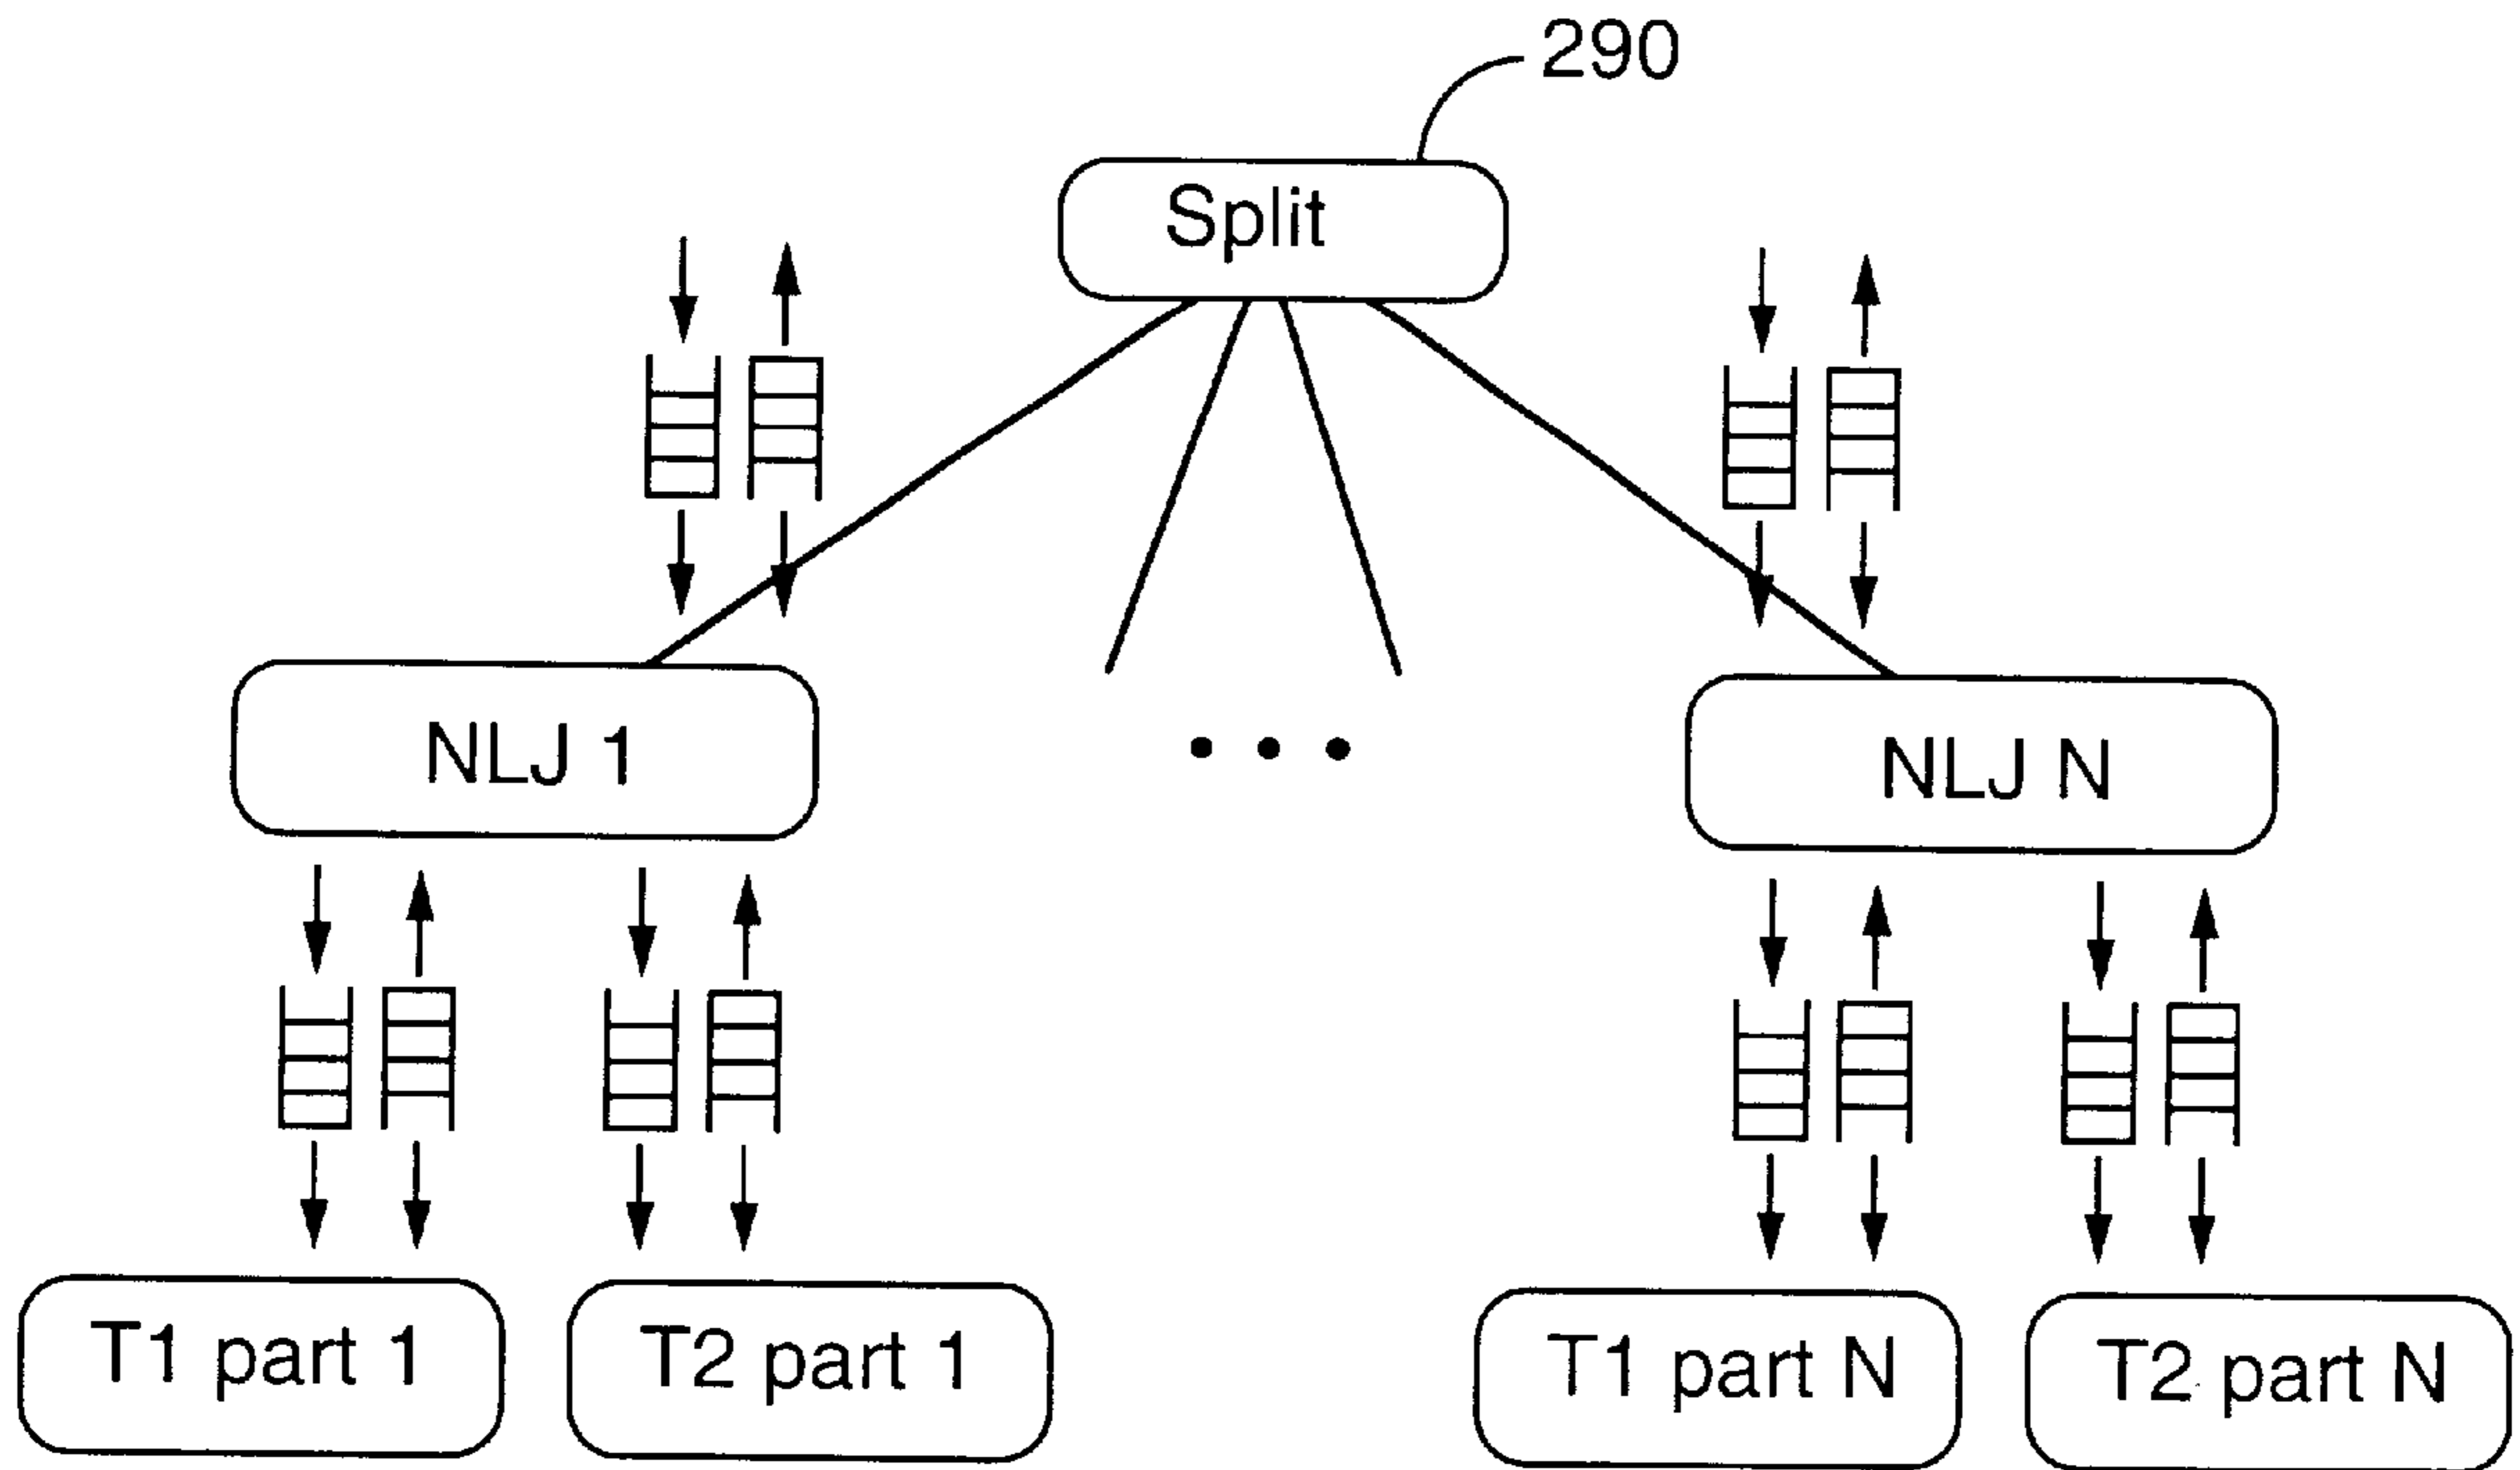 290
Split
NLJ 1
• • •
NLJ N
T1 part 1
T2 part 1
T1 part N
T2 part N